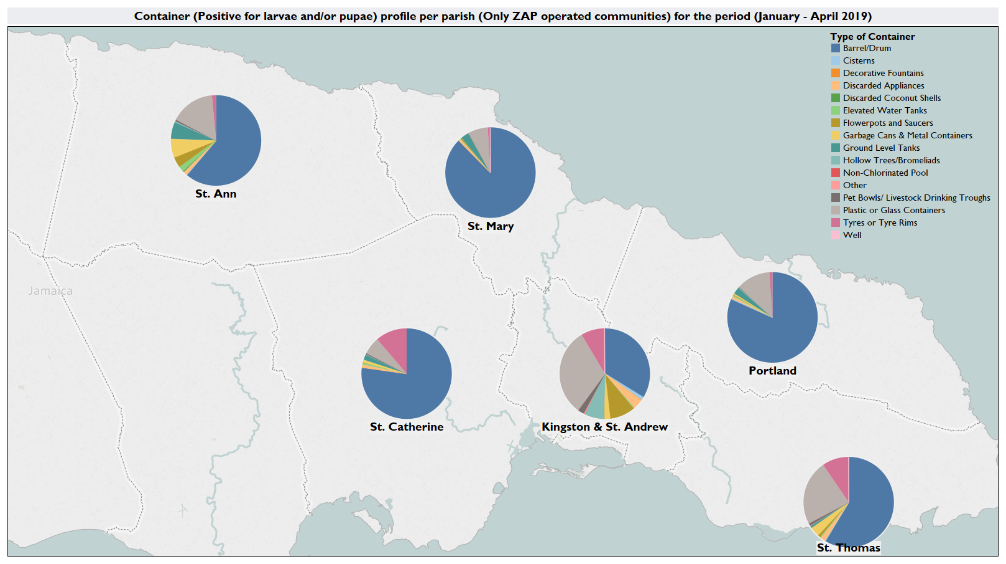 Container (Positive for larvae and/or pupae) profile per parish (Only ZAP operated communities) for the period (January - April 2019)
Type of Container
Barrel/Drum
Cisterns
Decorative Fountains
Discarded Appliances
Discarded Coconut Shells
Elevated Water Tanks
Flowerpots and Saucers
Garbage Cans & Metal Containers
Ground Level Tanks
Hollow Trees/Bromeliads
Non-Chlorinated Pool
Other
Pet Bowls/ Livestock Drinking Troughs
Plastic or Glass Containers
Tyres or Tyre Rims
Well
St. Ann
St. Mary
Jamaica
Portland
St. Catherine
Kingston & St. Andrew
St. Thomas